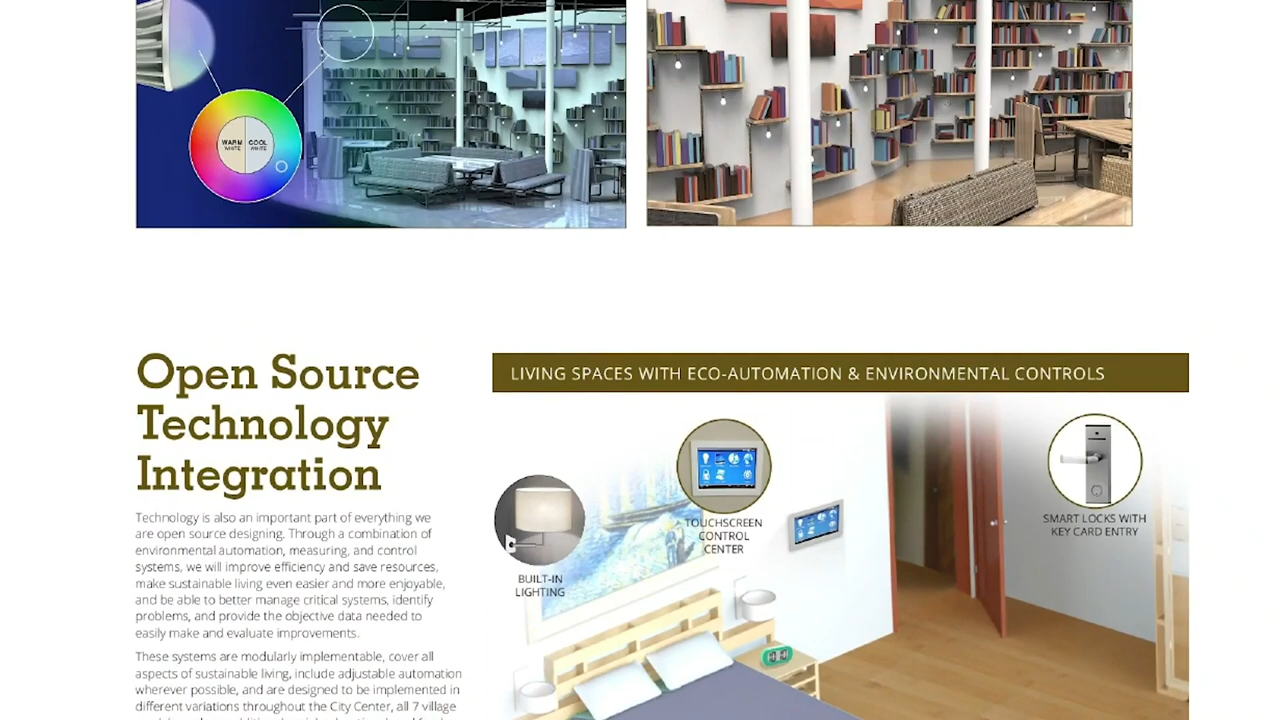 WARM WHITE
COOL WHITE
Open Source
Technology
Integration
Technology is also an important part of everything we
are open source designing. Through a combination of
environmental automation, measuring, and control
systems, we will improve efficiency and save resources,
make sustainable living even easier and more enjoyable,
and be able to better manage critical systems, identify
problems, and provide the objective data needed to
easily make and evaluate improvements.
These systems are modularly implementable, cover all
aspects of sustainable living, include adjustable automation
wherever possible, and are designed to be implemented in
different variations throughout the City Center, all 7 village
LIVING SPACES WITH ECO-AUTOMATION & ENVIRONMENTAL CONTROLS
BUILT-IN
LIGHTING
TOUCHSCREEN
CONTROL
CENTER
SMART LOCKS WITH
KEY CARD ENTRY